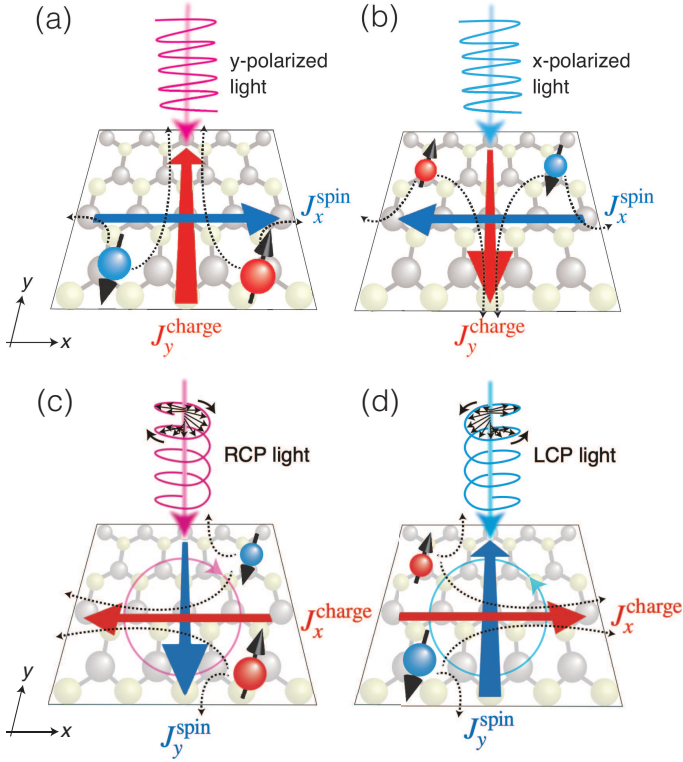 (a)
y-polarized
light
J_x^spin
J_y^charge
y
x
(b)
x-polarized
light
J_x^spin
J_y^charge
y
x
(c)
RCP light
J_x^charge
J_y^spin
y
x
(d)
LCP light
J_x^charge
J_y^spin